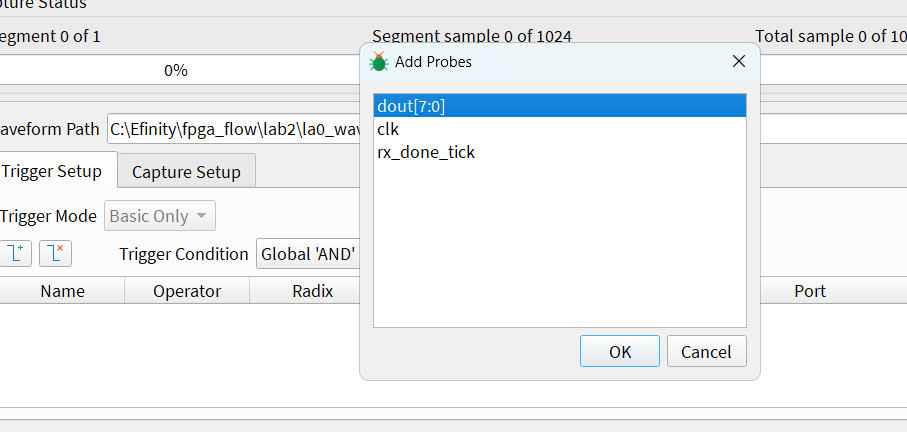 pture Status
egment 0 of 1
Segment sample 0 of 1024
Total sample 0 of 10
0%
Add Probes
dout[7:0]
clk
rx_done_tick
OK
Cancel
aveform Path
C:\Efinity\fpga_flow\lab2\la0_wav
Trigger Setup
Capture Setup
Trigger Mode
Basic Only
Trigger Condition
Global 'AND'
Name
Operator
Radix
Port